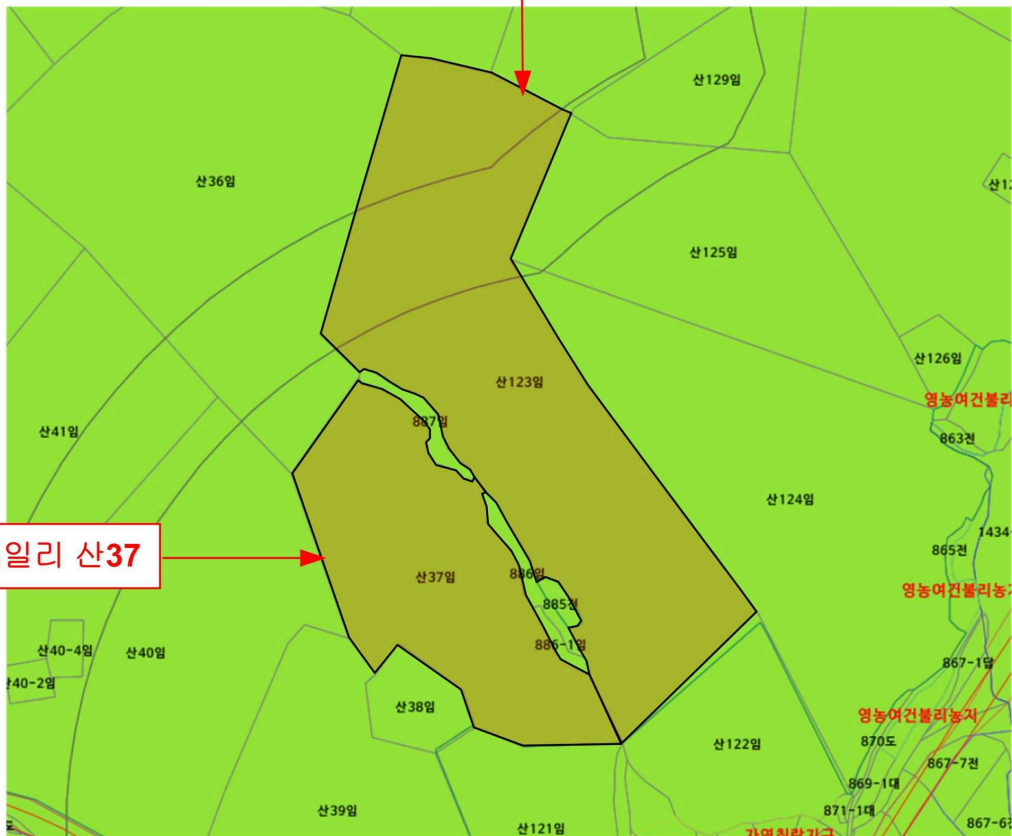 산129임
산36임
산12
산125임
산126임
산123임
영농여건불리
887임
산41임
863전
산124임
1434-
865전
일리 산37
886임
산37임
영농여건불리농지
885전
886-1임
산40-4임
산40임
867-1답
산40-2임
산38임
영농여건불리농지
870도
산122임
867-7전
869-1대
산39임
871-1대
867-6전
산121임